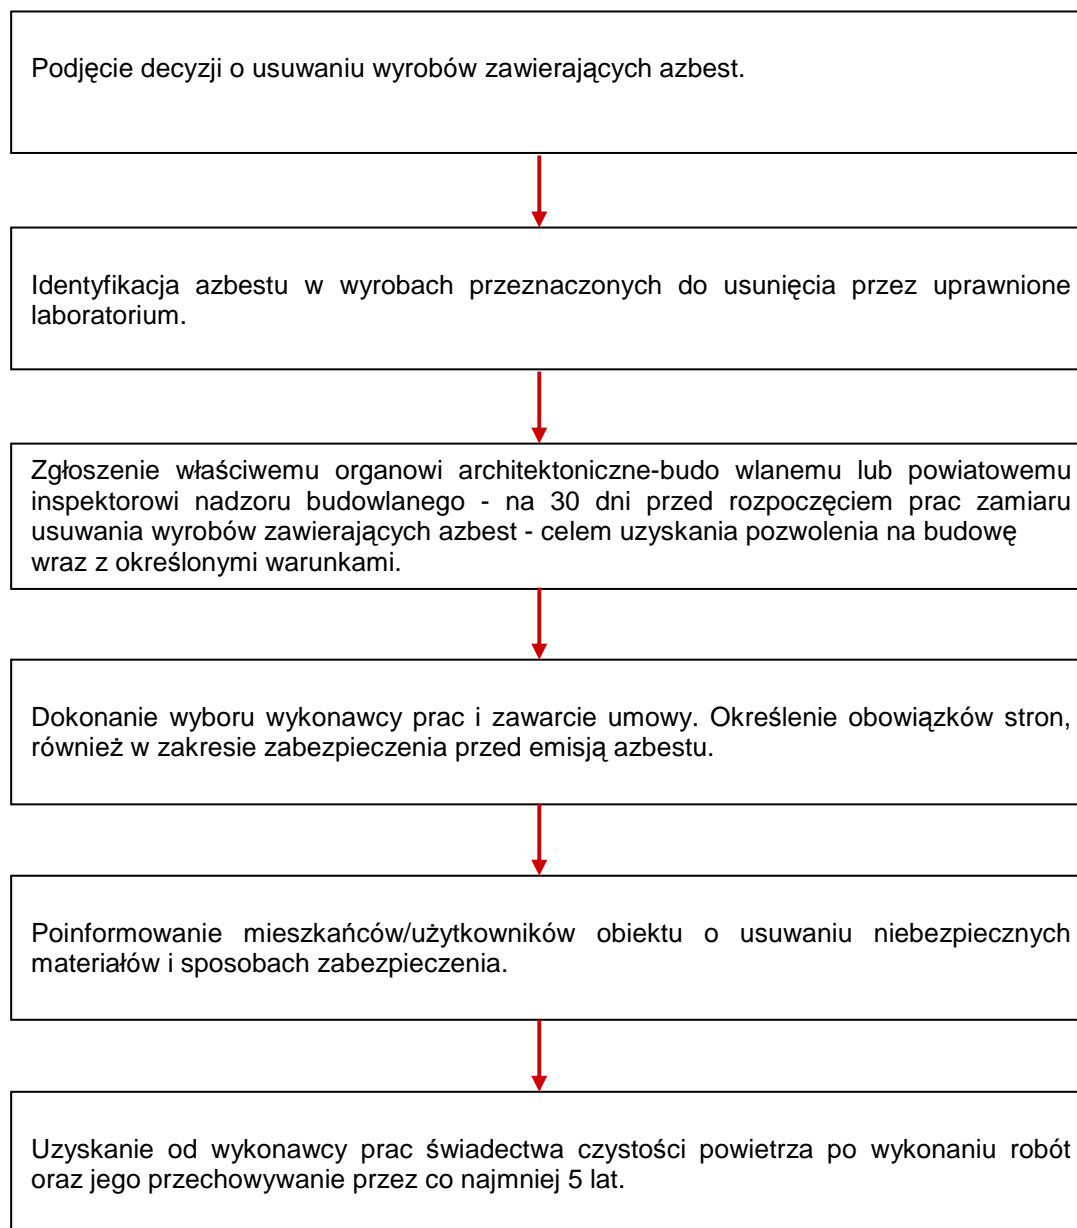 Podjęcie decyzji o usuwaniu wyrobów zawierających azbest.
Identyfikacja azbestu w wyrobach przeznaczonych do usunięcia przez uprawnione
laboratorium.
Zgłoszenie właściwemu organowi architektoniczne-budo wlanemu lub powiatowemu
inspektorowi nadzoru budowlanego - na 30 dni przed rozpoczęciem prac zamiaru
usuwania wyrobów zawierających azbest - celem uzyskania pozwolenia na budowę
wraz z określonymi warunkami.
Dokonanie wyboru wykonawcy prac i zawarcie umowy. Określenie obowiązków stron,
również w zakresie zabezpieczenia przed emisją azbestu.
Poinformowanie mieszkańców/użytkowników obiektu o usuwaniu niebezpiecznych
materiałów i sposobach zabezpieczenia.
Uzyskanie od wykonawcy prac świadectwa czystości powietrza po wykonaniu robót
oraz jego przechowywanie przez co najmniej 5 lat.